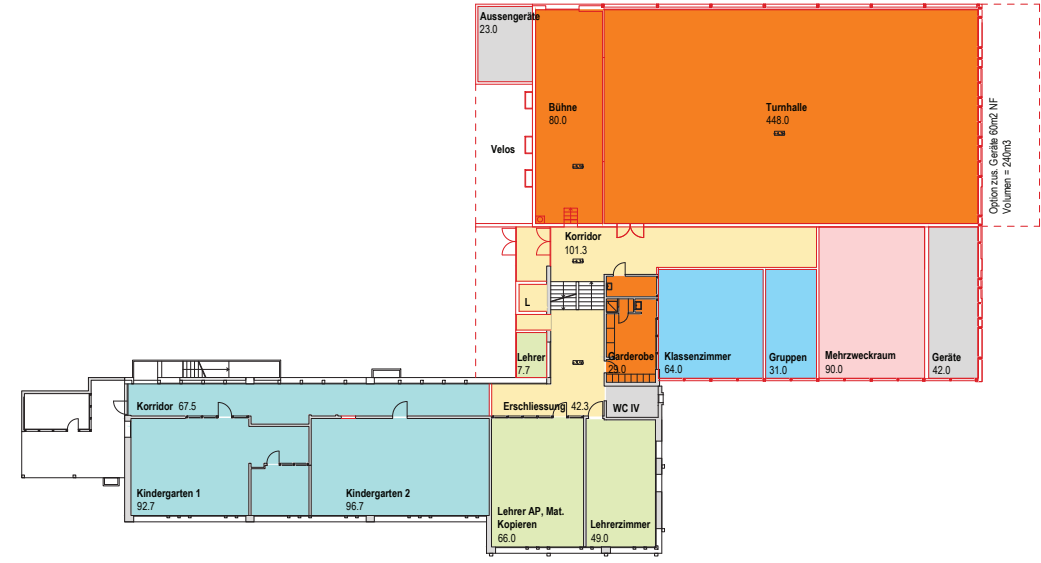 Aussengeräte
23.0
Bühne
80.0
Turnhalle
448.0
Velos
Option zus. Geräte 60m2 NF
Volumen = 240m3
Korridor
101.3
L
Lehrer
7.7
Garderobe
29.0
Klassenzimmer
64.0
Gruppen
31.0
Mehrzweckraum
90.0
Geräte
42.0
Korridor 67.5
Erschliessung 42.3
WC IV
Kindergarten 1
92.7
Kindergarten 2
96.7
Lehrer AP, Mat.
Kopieren
66.0
Lehrerzimmer
49.0